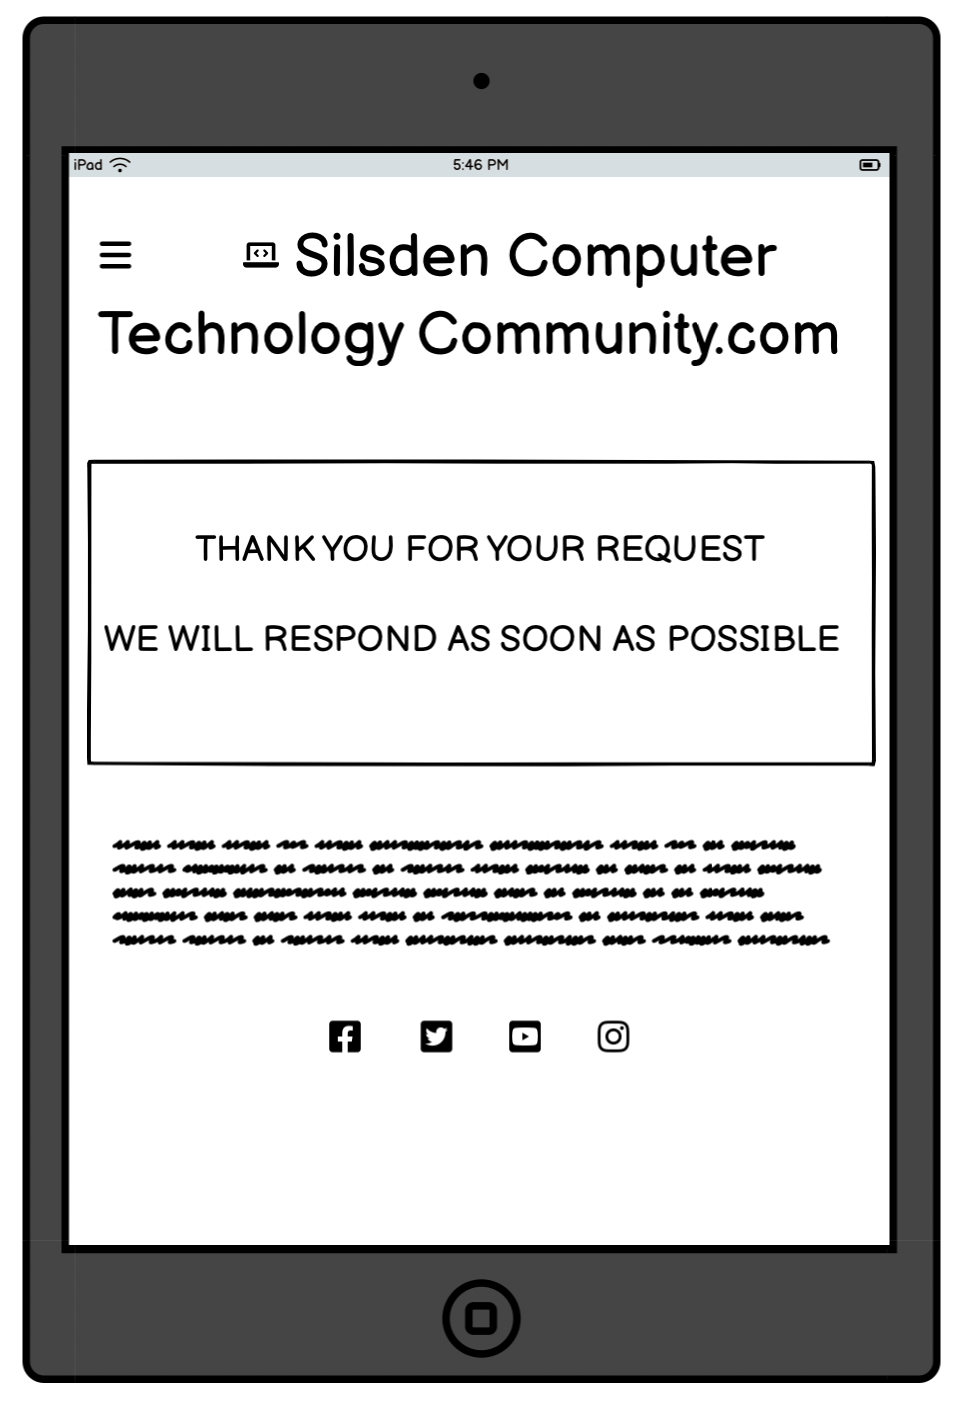 iPad 5:46 PM
Silsden Computer
Technology Community.com
THANK YOU FOR YOUR REQUEST
WE WILL RESPOND AS SOON AS POSSIBLE